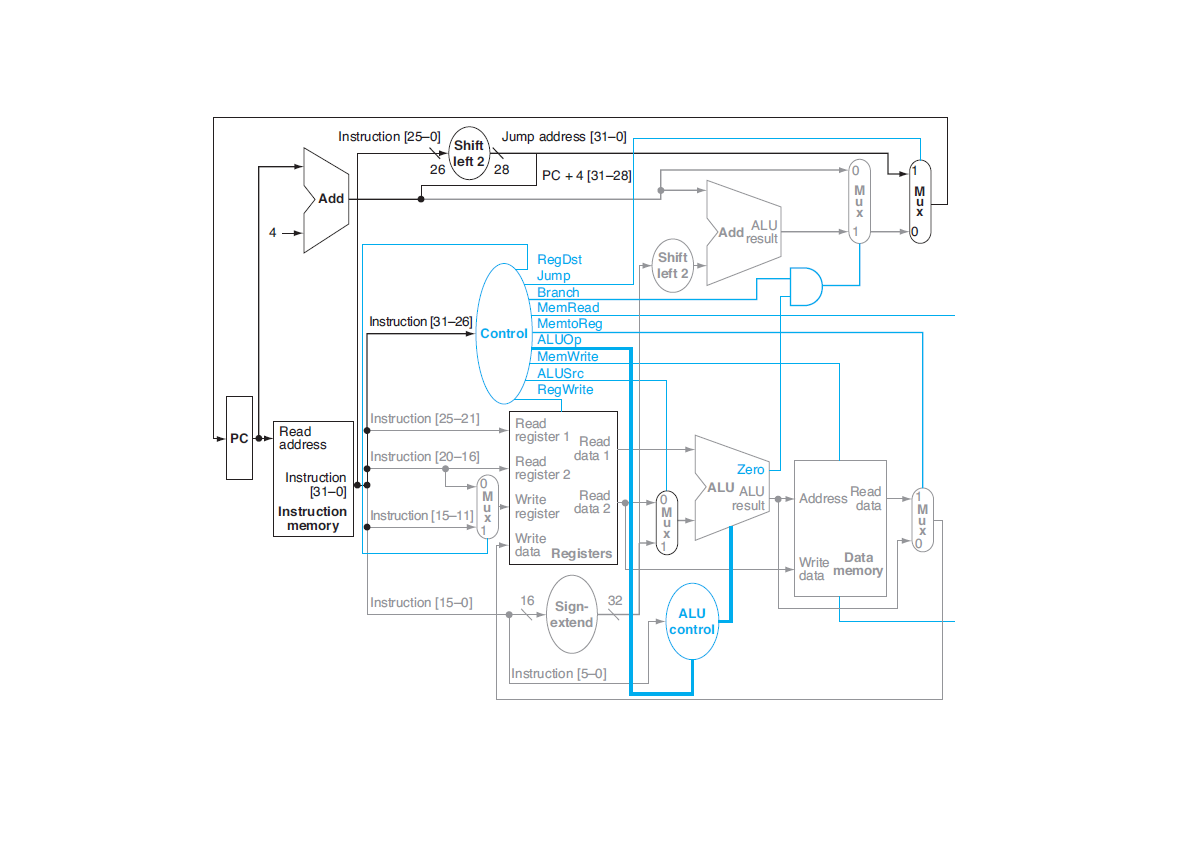 Instruction [25–0]
Shift
left 2
Jump address [31–0]
26
28
PC + 4 [31–28]
Add
4
0
M
u
x
1
1
M
u
x
0
Add
ALU
result
Shift
left 2
RegDst
Jump
Branch
MemRead
MemtoReg
ALUOp
MemWrite
ALUSrc
RegWrite
Instruction [31–26]
Control
PC
Read
address
Instruction
[31–0]
Instruction
memory
Instruction [25–21]
Instruction [20–16]
Instruction [15–11]
Instruction [15–0]
0
M
u
x
1
Read
register 1
Read
register 2
Write
register
Write
data
Read
data 1
Read
data 2
Registers
0
M
u
x
1
Zero
ALU
ALU
result
Address
Read
data
Write
data
Data
memory
1
M
u
x
0
16
Sign-
extend
32
ALU
control
Instruction [5–0]